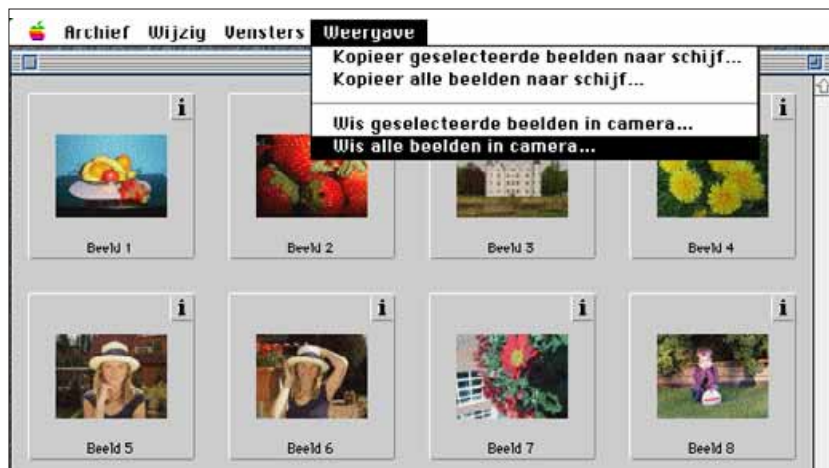 Archief Wijzig Vensters Weergave
Kopieer geselecteerde beelden naar schijf...
Kopieer alle beelden naar schijf...
Wis geselecteerde beelden in camera...
Wis alle beelden in camera...
i i
Beeld 1 Beeld 2 Beeld 3 Beeld 4
i i i i
Beeld 5 Beeld 6 Beeld 7 Beeld 8